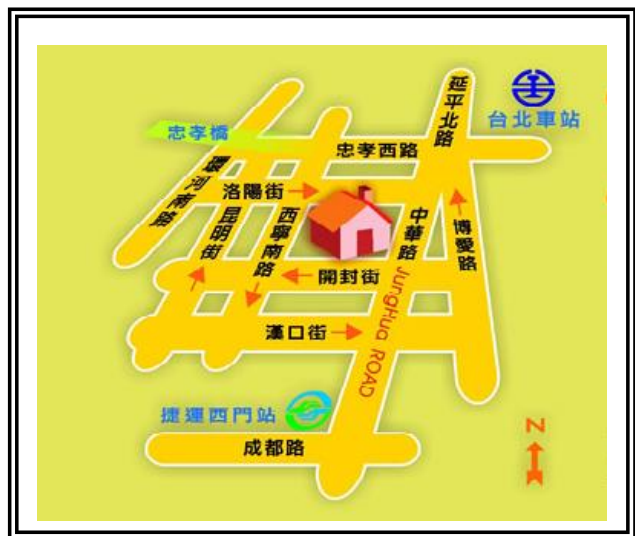 延平北路
台北車站
忠孝橋
忠孝西路
環河南路
洛陽街
昆明街
西寧南路
中華路
JungHua ROAD
博愛路
開封街
漢口街
捷運西門站
成都路
N